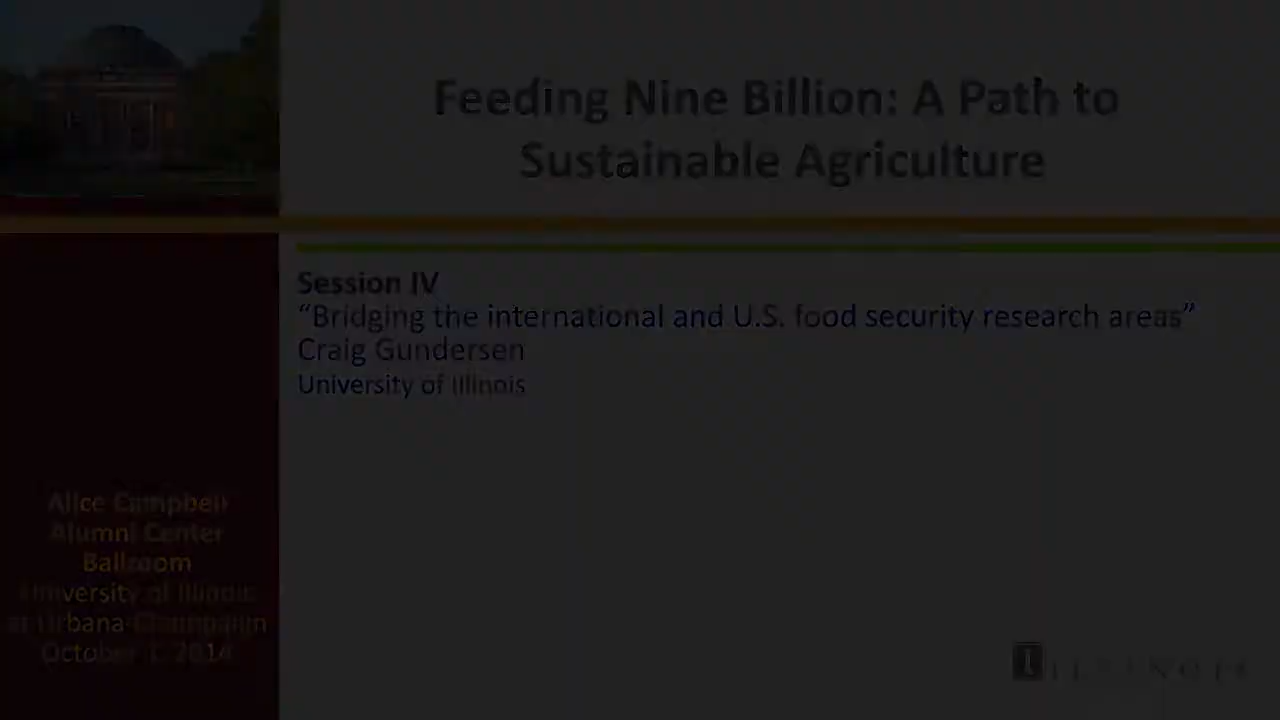 Feeding Nine Billion: A Path to
Sustainable Agriculture
Session IV
“Bridging the international and U.S. food security research areas”
Craig Gundersen
University of Illinois
Alice Campbell
Alumni Center
Ballroom
University of Illinois
at Urbana-Champaign
October 1, 2014
I ILLINOIS